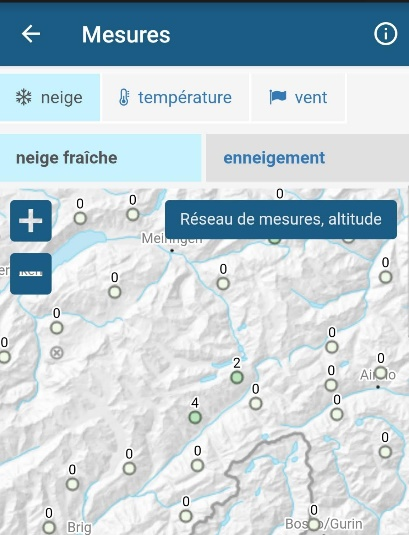 Mesures
neige
température
vent
neige fraîche
enneigement
0
0
0
Réseau de mesures, altitude
Meiringen
0
0
0
0
0
0
2
0
0
0
Airolo
4
0
0
0
0
0
0
0
0
0
Brig
Bosco/Gurin